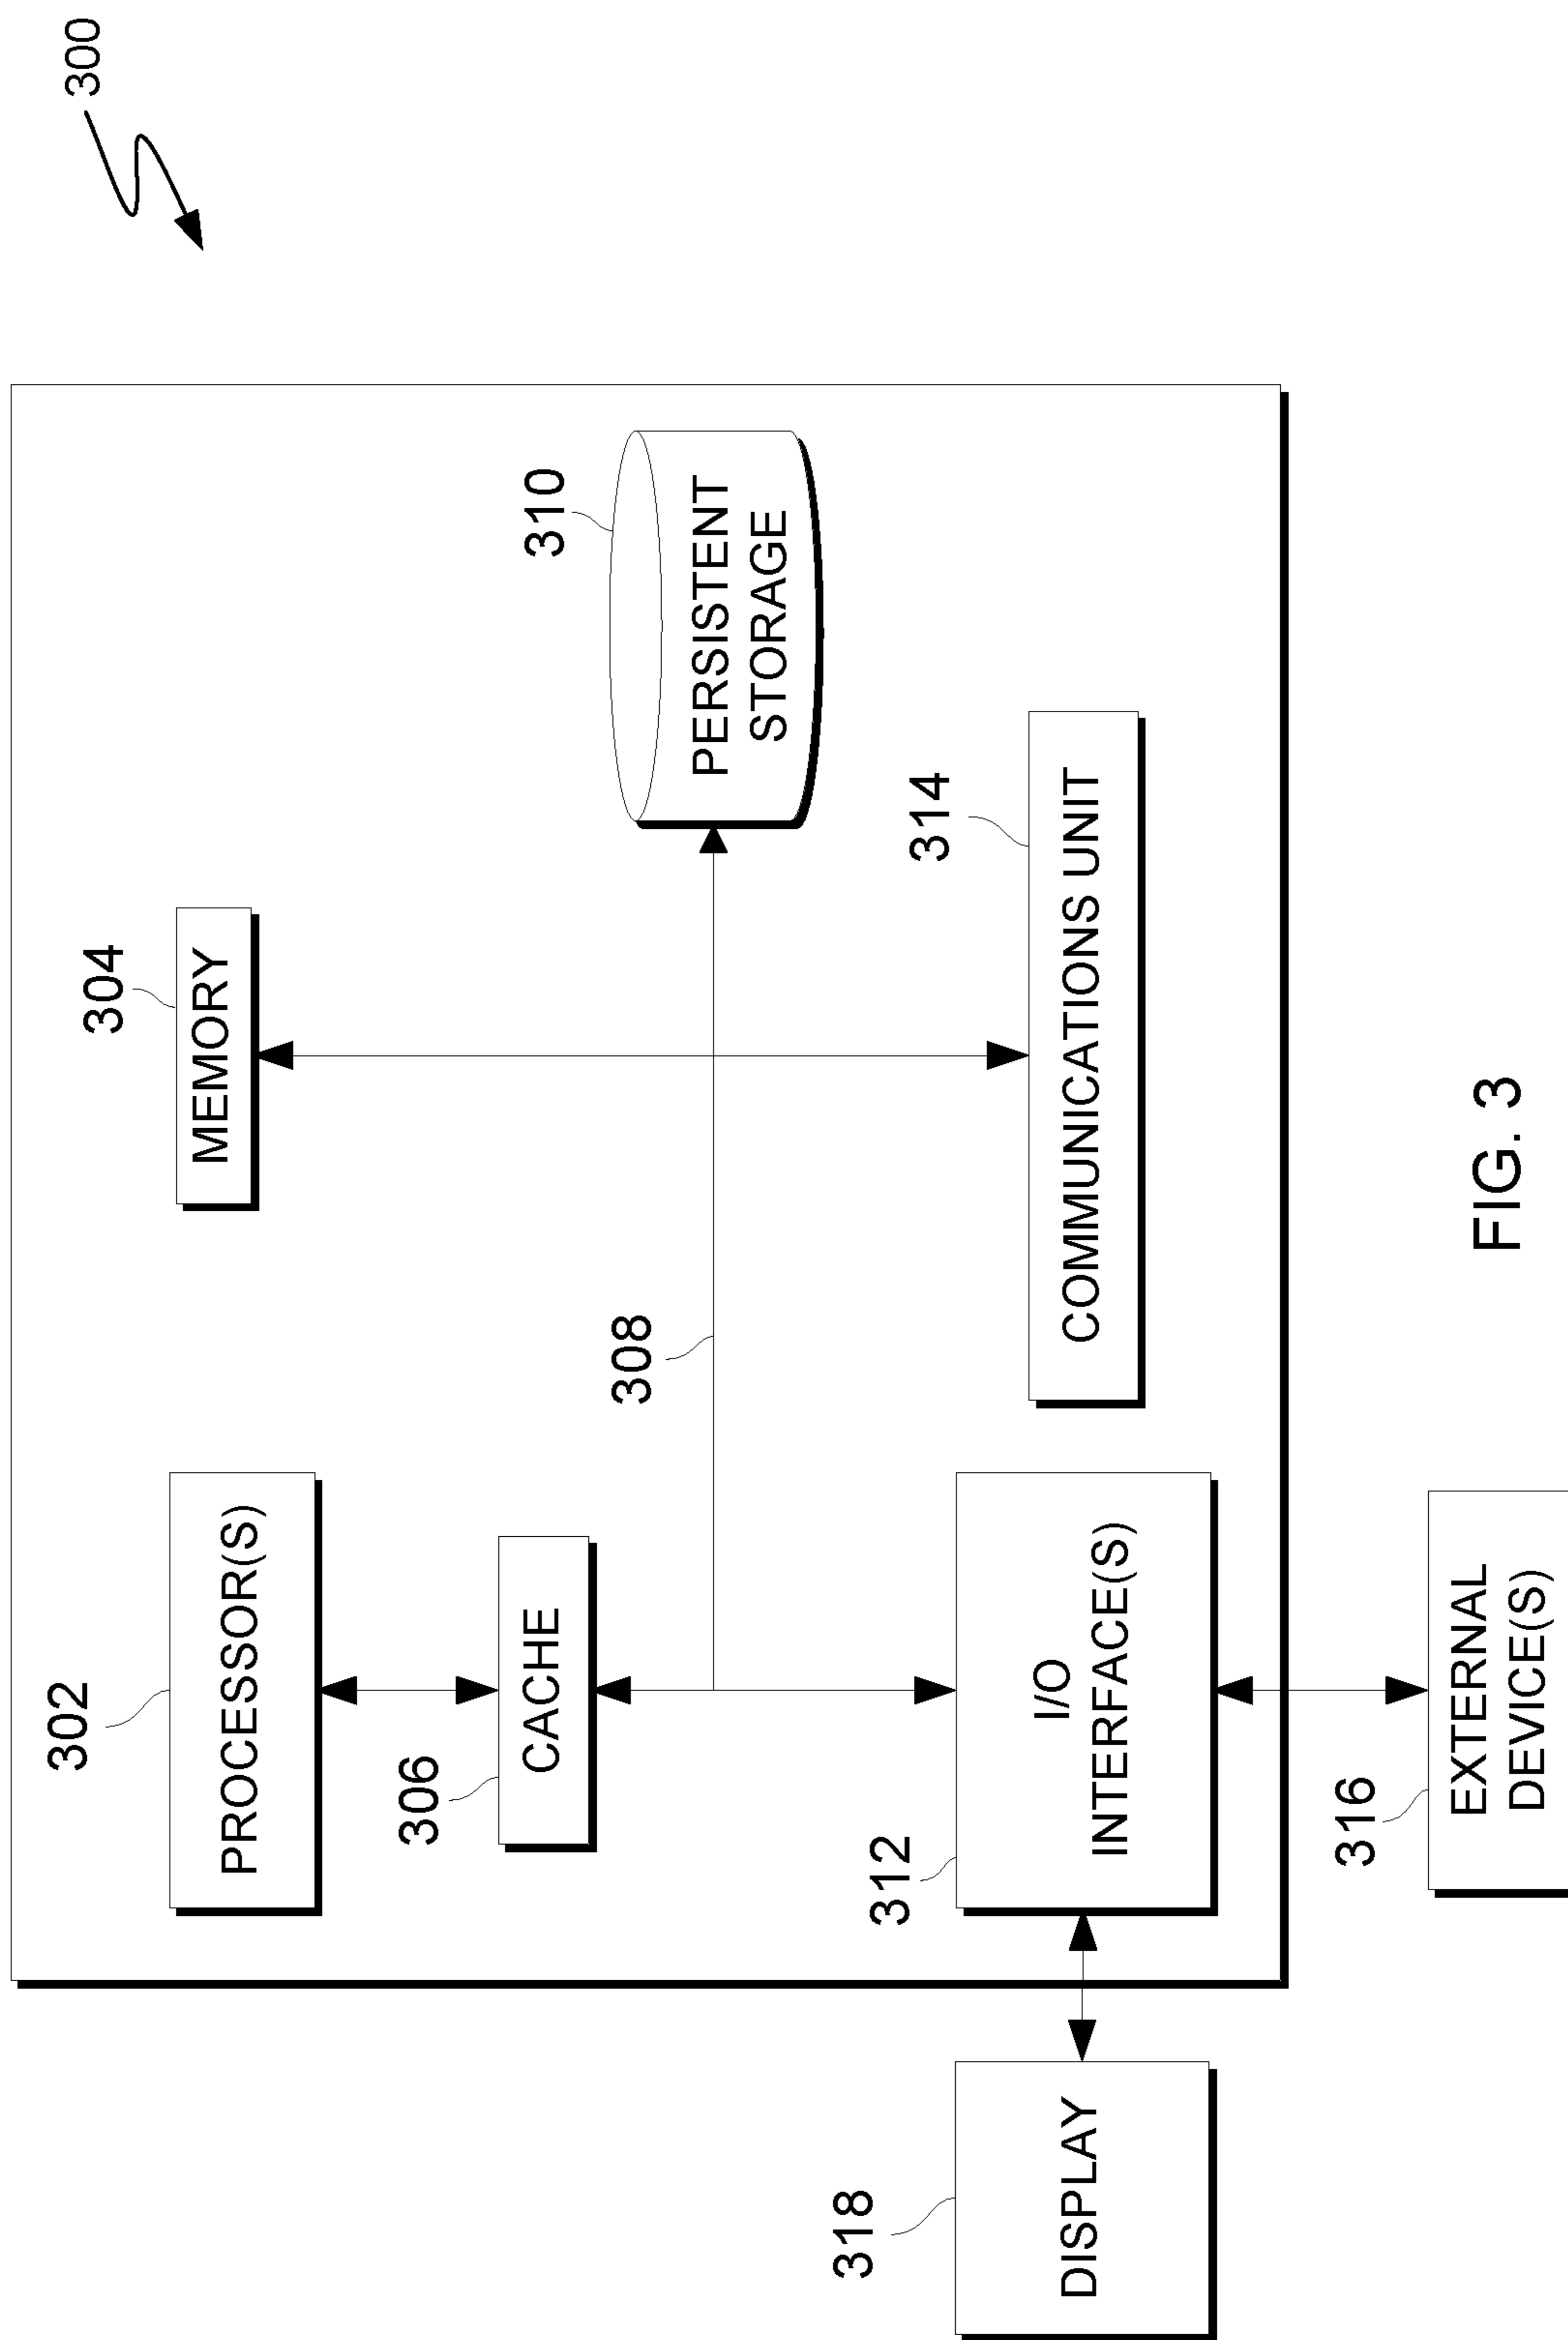 300
302
PROCESSOR(S)
304
MEMORY
306
CACHE
308
310
PERSISTENT
STORAGE
312
I/O
INTERFACE(S)
314
COMMUNICATIONS UNIT
318
DISPLAY
316
EXTERNAL
DEVICE(S)
FIG. 3